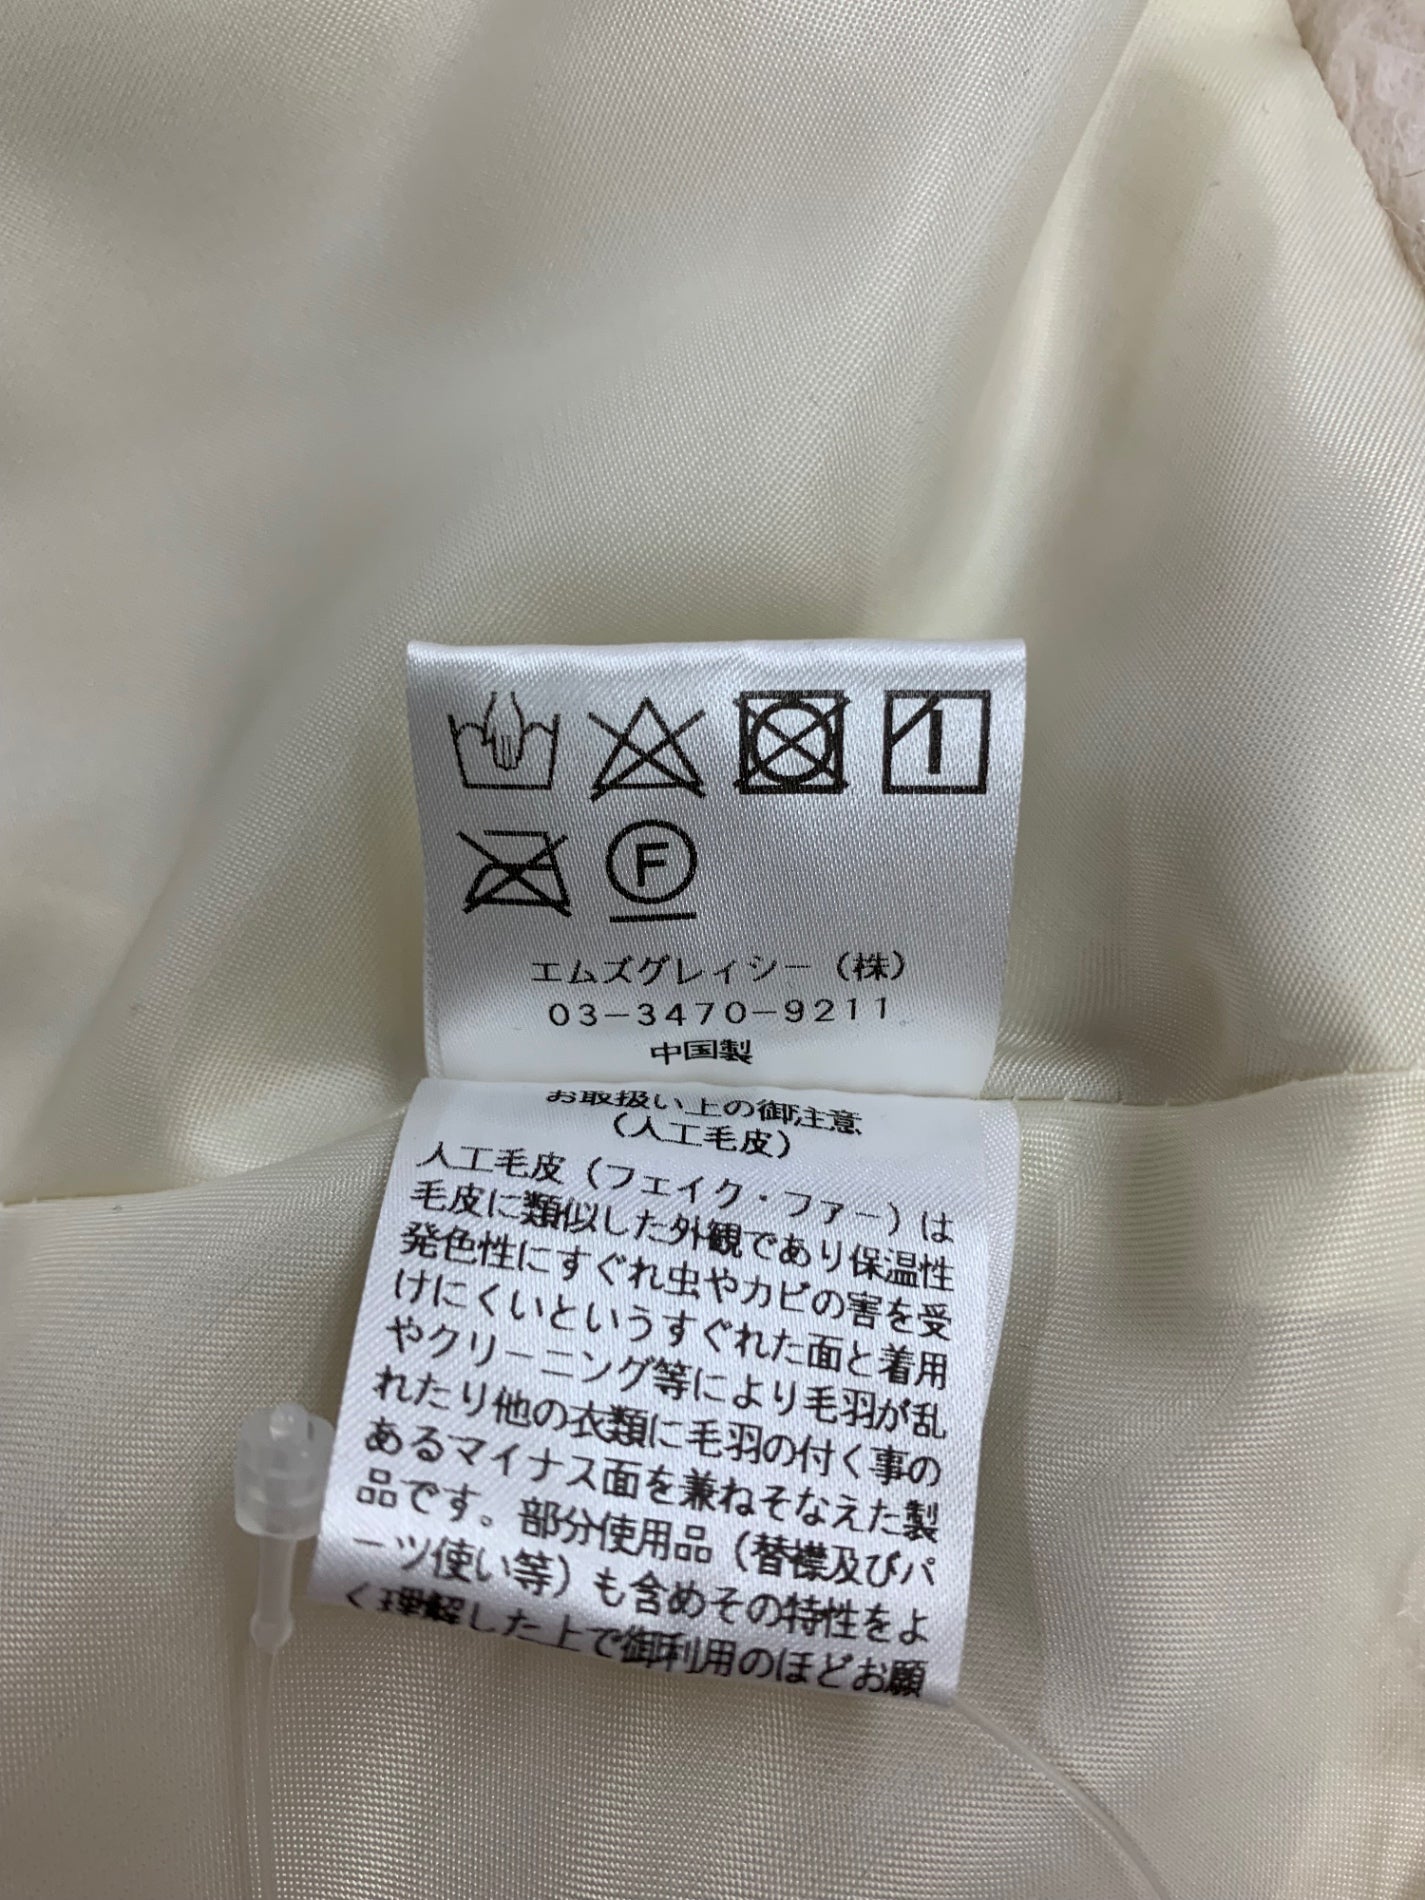 F
エムズグレィシー（株）
03-3470-9211
中国製
お取扱い上の御注意
（人工毛皮）
人工毛皮（フェイク・ファー）は
毛皮に類似した外観であり保温性
発色性にすぐれ虫やカビの害を受
けにくいというすぐれた面と着用
やクリーニング等により毛羽が乱
れたり他の衣類に毛羽の付く事の
あるマイナス面を兼ねそなえた製
品です。部分使用品（替襟及びパ
ーツ使い等）も含めその特性をよ
く理解した上で御利用のほどお願